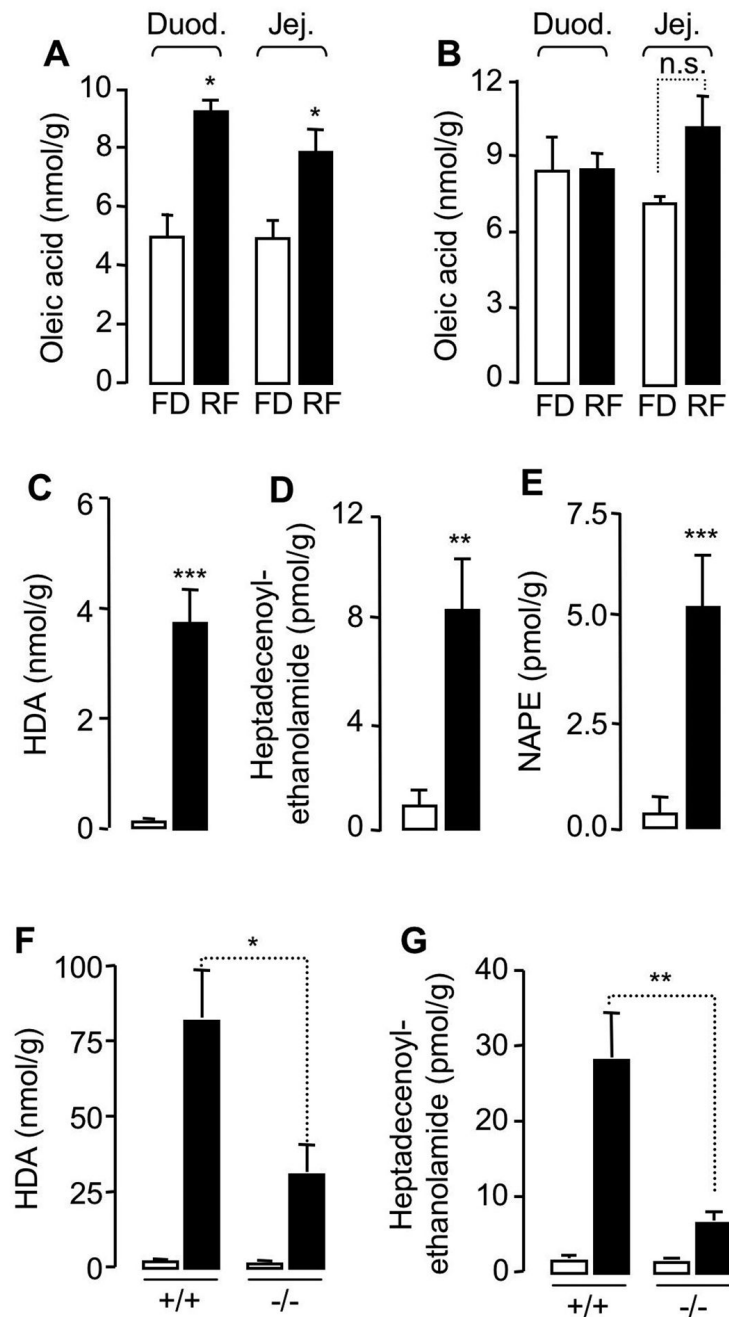 A
Duod.
Jej.
Oleic acid (nmol/g)
10
8
6
4
2
0
*
*
FD RF FD RF
B
Duod.
Jej.
n.s.
Oleic acid (nmol/g)
12
9
6
3
0
FD RF FD RF
C
HDA (nmol/g)
6
4
2
0
***
D
Heptadecenoyl-
ethanolamide (pmol/g)
12
8
4
0
**
E
NAPE (pmol/g)
7.5
5.0
2.5
0.0
***
F
HDA (nmol/g)
100
75
50
25
0
*
+/+
-/-
G
Heptadecenoyl-
ethanolamide (pmol/g)
40
30
20
10
0
**
+/+
-/-